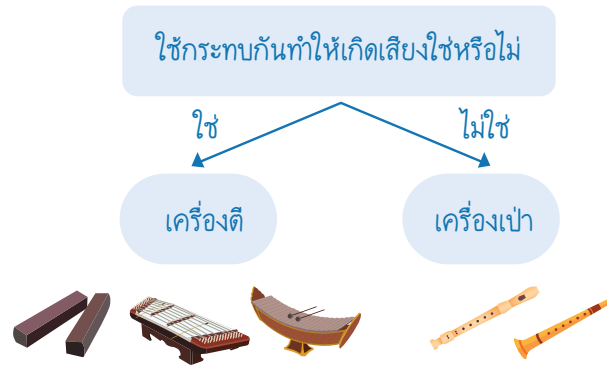 ใช้กระทบกันทำให้เกิดเสียงใช่หรือไม่
ใช่
ไม่ใช่
เครื่องตี
เครื่องเป่า